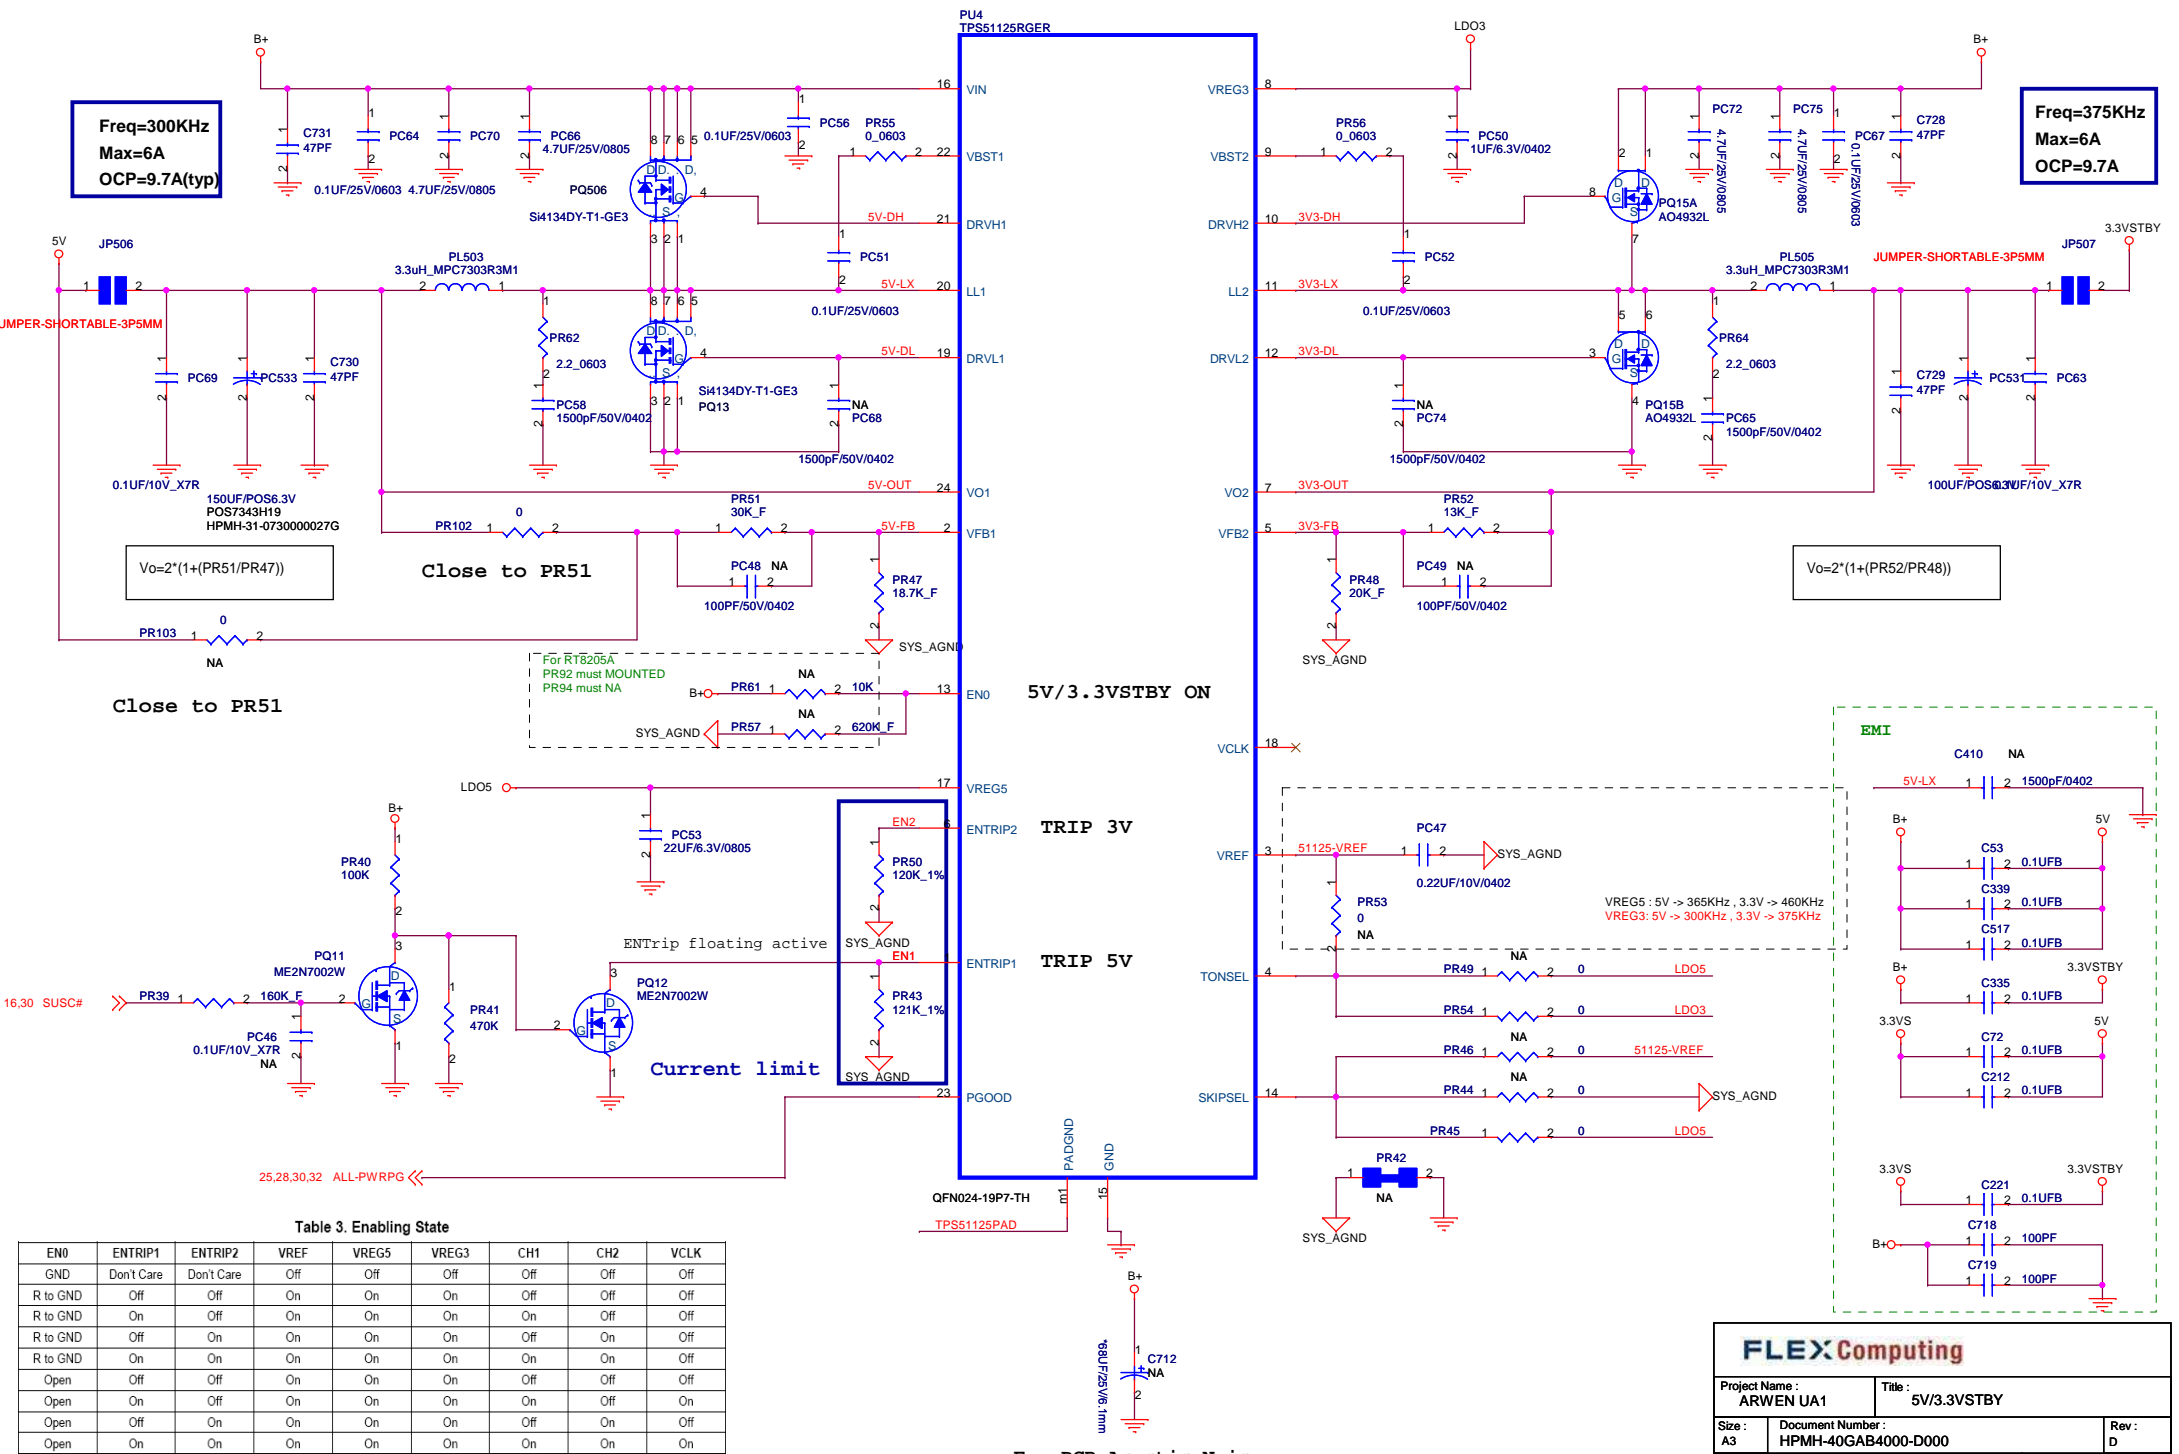 PU4
TPS51125RGER
B+
LDO3
B+
Freq=300KHz
Max=6A
OCP=9.7A(typ)
Freq=375KHz
Max=6A
OCP=9.7A
C731
47PF
PC64
0.1UF/25V/0603
PC70
4.7UF/25V/0805
PC66
4.7UF/25V/0805
0.1UF/25V/0603
PC56
PR55
0_0603
PQ506
Si4134DY-T1-GE3
16 VIN
22 VBST1
5V-DH 21 DRVH1
5V-LX 20 LL1
5V-DL 19 DRVL1
5V-OUT 24 VO1
5V-FB 2 VFB1
13 EN0
17 VREG5
EN2 6 ENTRIP2
EN1 ENTRIP1
23 PGOOD
VREG3 8
VBST2 9
DRVH2 10 3V3-DH
LL2 11 3V3-LX
DRVL2 12 3V3-DL
VO2 7 3V3-OUT
VFB2 5 3V3-FB
VCLK 18
VREF 3 51125-VREF
TONSEL 4
SKIPSEL 14
PADGND m1
GND 15
PR56
0_0603
PC50
1UF/6.3V/0402
PC72
4.7UF/25V/0805
PC75
4.7UF/25V/0805
PC67
0.1UF/25V/0603
C728
47PF
PQ15A
AO4932L
5V
JP506
JUMPER-SHORTABLE-3P5MM
PL503
3.3uH_MPC7303R3M1
PC51
0.1UF/25V/0603
PC52
0.1UF/25V/0603
PL505
3.3uH_MPC7303R3M1
JUMPER-SHORTABLE-3P5MM
JP507
3.3VSTBY
PC69
0.1UF/10V_X7R
PC533
150UF/POS6.3V
POS7343H19
HPMH-31-0730000027G
C730
47PF
PR62
2.2_0603
PC58
1500pF/50V/0402
Si4134DY-T1-GE3
PQ13
NA
PC68
1500pF/50V/0402
NA
PC74
1500pF/50V/0402
PQ15B
AO4932L
PR64
2.2_0603
PC65
1500pF/50V/0402
C729
47PF
PC531
100UF/POS6.3V
PC63
0.1UF/10V_X7R
Vo=2*(1+(PR51/PR47))
PR102 0
Close to PR51
PR51
30K_F
PC48 NA
100PF/50V/0402
PR47
18.7K_F
SYS_AGND
PR103 0
NA
Close to PR51
PR52
13K_F
PC49 NA
100PF/50V/0402
PR48
20K_F
SYS_AGND
Vo=2*(1+(PR52/PR48))
For RT8205A
PR92 must MOUNTED
PR94 must NA
B+ PR61 NA 10K
SYS_AGND PR57 NA 620K_F
5V/3.3VSTBY ON
LDO5
PC53
22UF/6.3V/0805
TRIP 3V
TRIP 5V
PR50
120K_1%
SYS_AGND
PR43
121K_1%
SYS_AGND
ENTrip floating active
Current limit
B+
PR40
100K
PQ11
ME2N7002W
16,30 SUSC#
PR39 160K_F
PC46
0.1UF/10V_X7R
NA
PR41
470K
PQ12
ME2N7002W
25,28,30,32 ALL-PWRPG
PC47
0.22UF/10V/0402
SYS_AGND
PR53
0
NA
VREG5 : 5V -> 365KHz , 3.3V -> 460KHz
VREG3: 5V -> 300KHz , 3.3V -> 375KHz
PR49 NA 0 LDO5
PR54 0 LDO3
PR46 NA 0 51125-VREF
PR44 NA 0 SYS_AGND
PR45 0 LDO5
PR42
NA
SYS_AGND
QFN024-19P7-TH
TPS51125PAD
EMI
C410 NA
5V-LX 1500pF/0402
B+ 5V
C53 0.1UFB
C339 0.1UFB
C517 0.1UFB
B+ 3.3VSTBY
C335 0.1UFB
3.3VS 5V
C72 0.1UFB
C212 0.1UFB
3.3VS 3.3VSTBY
C221 0.1UFB
B+ C718 100PF
C719 100PF
B+
C712
NA
*68UF/25V/6.1mm
Table 3. Enabling State
EN0 ENTRIP1 ENTRIP2 VREF VREG5 VREG3 CH1 CH2 VCLK
GND Don't Care Don't Care Off Off Off Off Off Off
R to GND Off Off On On On Off Off Off
R to GND On Off On On On On Off Off
R to GND Off On On On On Off On Off
R to GND On On On On On On On Off
Open Off Off On On On Off Off Off
Open On Off On On On On Off On
Open Off On On On On Off On Off
Open On On On On On On On On
FLEX Computing
Project Name :
ARWEN UA1
Title :
5V/3.3VSTBY
Size :
A3
Document Number :
HPMH-40GAB4000-D000
Rev :
D